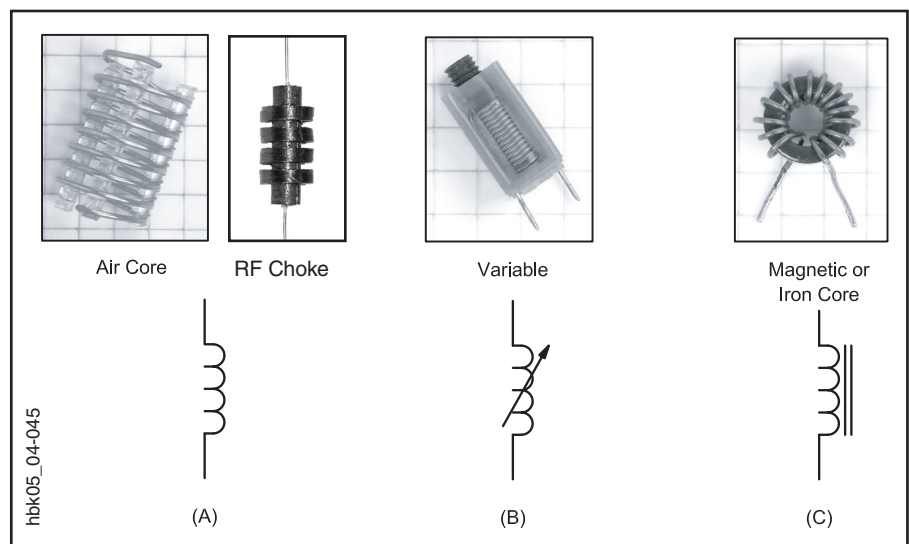 Air Core
RF Choke
Variable
Magnetic or
Iron Core
hbk05_04-045
(A)
(B)
(C)